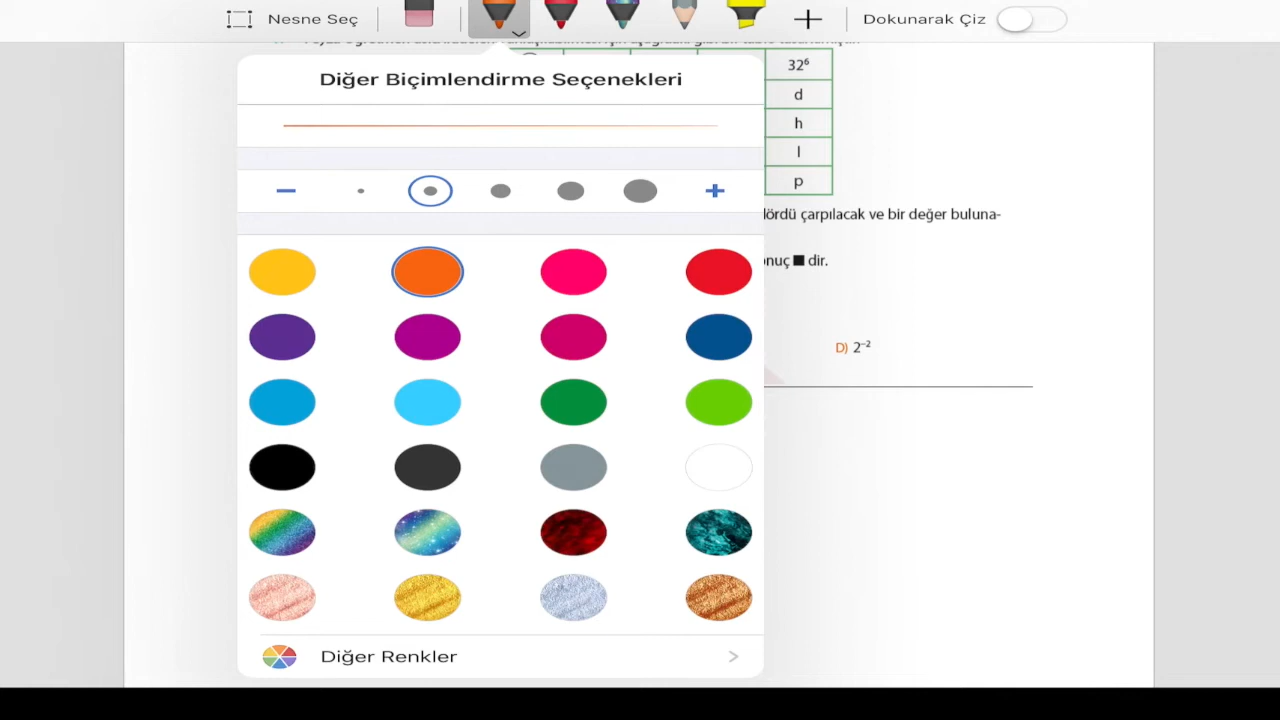 Nesne Seç
Dokunarak Çiz
Diğer Biçimlendirme Seçenekleri
32⁶
d
h
l
p
dördü çarpılacak ve bir değer buluna-
onuç ■ dir.
D) 2⁻²
Diğer Renkler